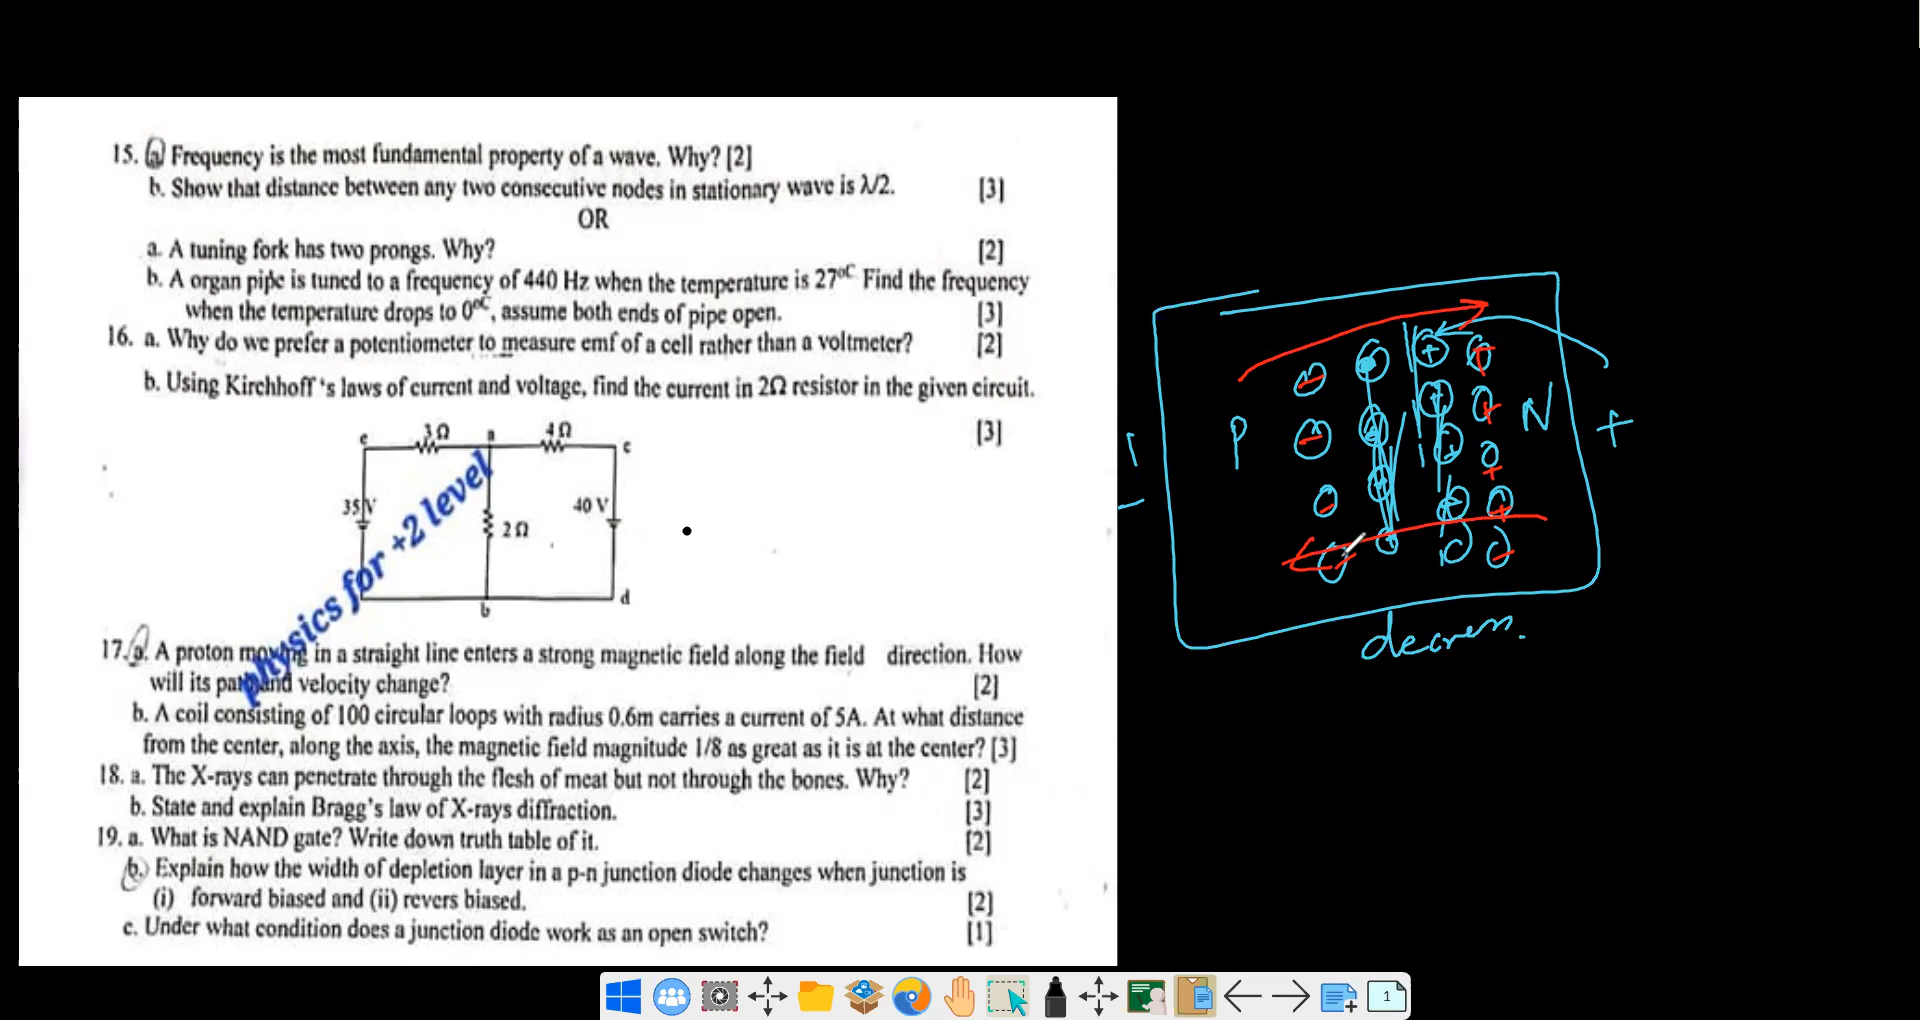 15. a. Frequency is the most fundamental property of a wave. Why? [2]
b. Show that distance between any two consecutive nodes in stationary wave is λ/2. [3]
OR
a. A tuning fork has two prongs. Why? [2]
b. A organ pipe is tuned to a frequency of 440 Hz when the temperature is 27°C Find the frequency
when the temperature drops to 0°C, assume both ends of pipe open. [3]
16. a. Why do we prefer a potentiometer to measure emf of a cell rather than a voltmeter? [2]
b. Using Kirchhoff's laws of current and voltage, find the current in 2Ω resistor in the given circuit.
[3]
e 3Ω a 4Ω c
35 V 2Ω 40 V
b d
physics for +2 level
17. a. A proton moving in a straight line enters a strong magnetic field along the field direction. How
will its path and velocity change? [2]
b. A coil consisting of 100 circular loops with radius 0.6m carries a current of 5A. At what distance
from the center, along the axis, the magnetic field magnitude 1/8 as great as it is at the center? [3]
18. a. The X-rays can penetrate through the flesh of meat but not through the bones. Why? [2]
b. State and explain Bragg's law of X-rays diffraction. [3]
19. a. What is NAND gate? Write down truth table of it. [2]
b. Explain how the width of depletion layer in a p-n junction diode changes when junction is
(i) forward biased and (ii) revers biased. [2]
c. Under what condition does a junction diode work as an open switch? [1]
P N +
1